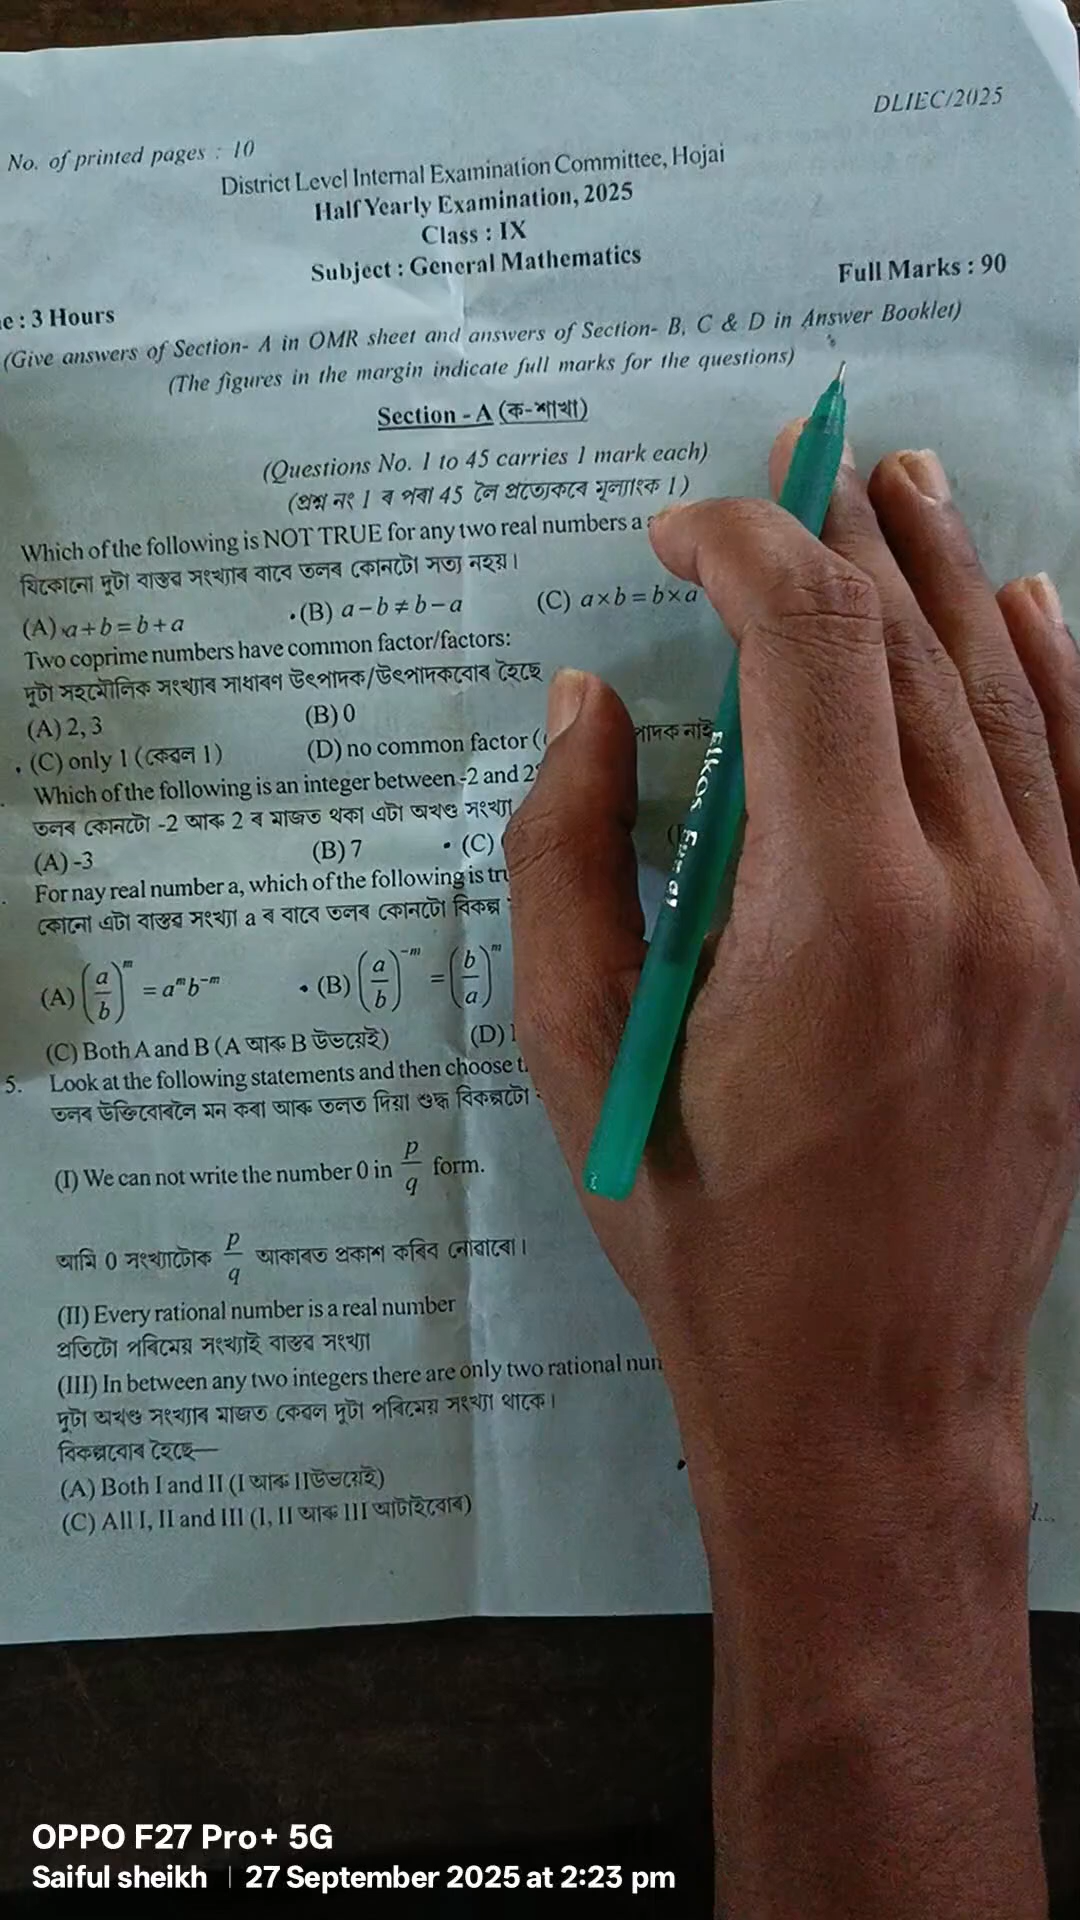 DLIEC/2025
No. of printed pages : 10
District Level Internal Examination Committee, Hojai
Half Yearly Examination, 2025
Class : IX
Subject : General Mathematics
Full Marks : 90
e : 3 Hours
(Give answers of Section- A in OMR sheet and answers of Section- B, C & D in Answer Booklet)
(The figures in the margin indicate full marks for the questions)
Section - A (ক-শাখা)
(Questions No. 1 to 45 carries 1 mark each)
(প্ৰশ্ন নং 1 ৰ পৰা 45 লৈ প্ৰত্যেকৰে মূল্যাংক 1)
Which of the following is NOT TRUE for any two real numbers a
যিকোনো দুটা বাস্তৱ সংখ্যাৰ বাবে তলৰ কোনটো সত্য নহয়।
(A) a+b=b+a (B) a−b≠b−a (C) a×b=b×a
Two coprime numbers have common factor/factors:
দুটা সহমৌলিক সংখ্যাৰ সাধাৰণ উৎপাদক/উৎপাদকবোৰ হৈছে
(A) 2, 3 (B) 0
(C) only 1 (কেৱল 1) (D) no common factor ( পাদক নাই
Which of the following is an integer between -2 and 2?
তলৰ কোনটো -2 আৰু 2 ৰ মাজত থকা এটা অখণ্ড সংখ্যা
(A) -3 (B) 7 (C)
For nay real number a, which of the following is
কোনো এটা বাস্তৱ সংখ্যা a ৰ বাবে তলৰ কোনটো বিকল্প
(A) (a/b)^m = a^m b^−m (B) (a/b)^−m = (b/a)^m
(C) Both A and B (A আৰু B উভয়েই) (D)
5. Look at the following statements and then choose
তলৰ উক্তিবোৰলৈ মন কৰা আৰু তলত দিয়া শুদ্ধ বিকল্পটো
(I) We can not write the number 0 in p/q form.
আমি 0 সংখ্যাটোক p/q আকাৰত প্ৰকাশ কৰিব নোৱাৰো।
(II) Every rational number is a real number
প্ৰতিটো পৰিমেয় সংখ্যাই বাস্তৱ সংখ্যা
(III) In between any two integers there are only two rational
দুটা অখণ্ড সংখ্যাৰ মাজত কেৱল দুটা পৰিমেয় সংখ্যা থাকে।
বিকল্পবোৰ হৈছে—
(A) Both I and II (I আৰু II উভয়েই)
(C) All I, II and III (I, II আৰু III আটাইবোৰ)
Elkos
OPPO F27 Pro+ 5G
Saiful sheikh | 27 September 2025 at 2:23 pm